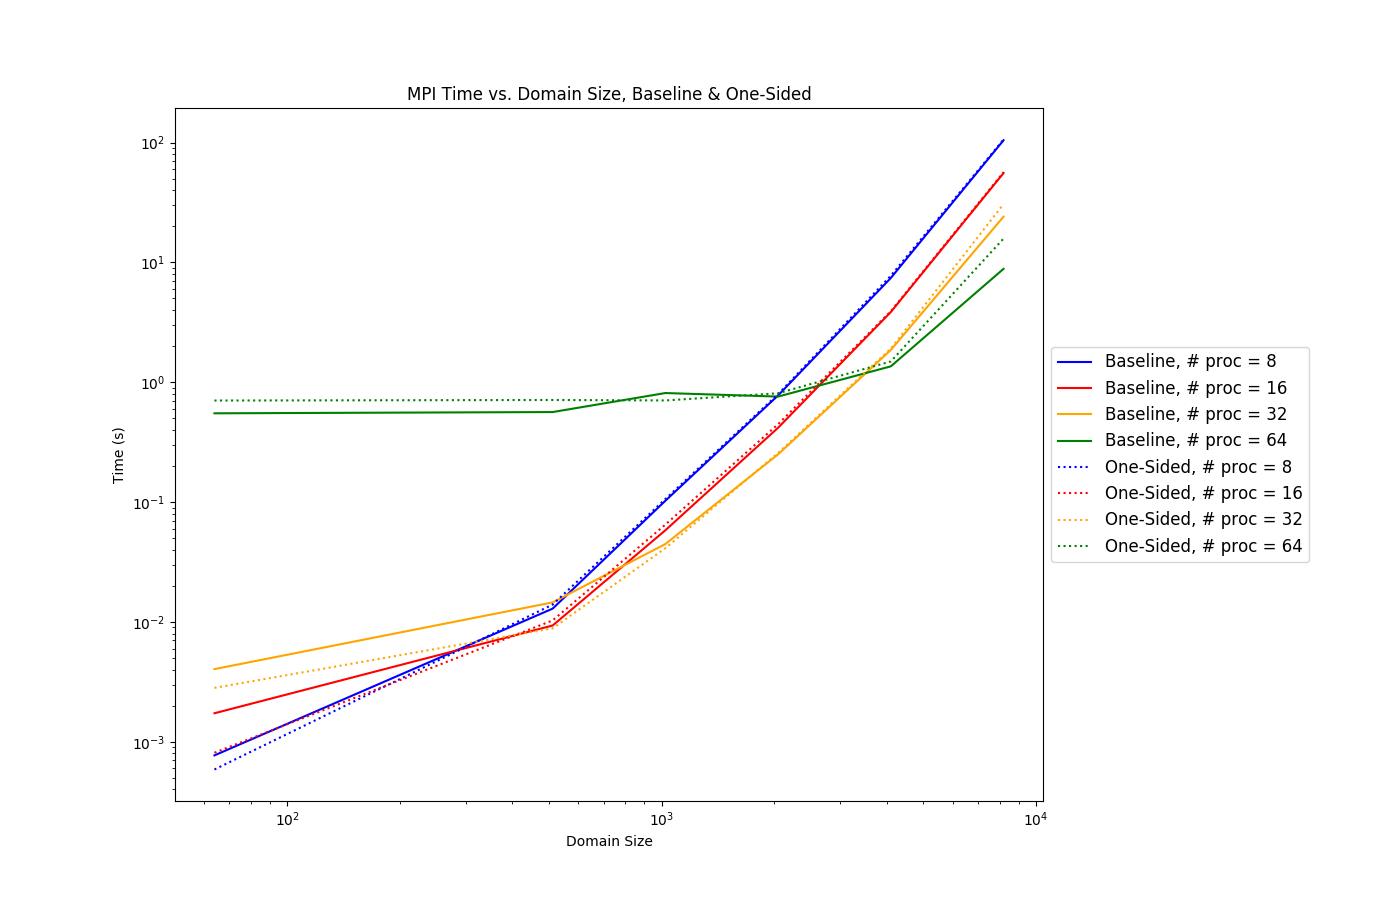 MPI Time vs. Domain Size, Baseline & One-Sided
10²
10¹
10⁰
10⁻¹
10⁻²
10⁻³
Time (s)
10²
10³
10⁴
Domain Size
Baseline, # proc = 8
Baseline, # proc = 16
Baseline, # proc = 32
Baseline, # proc = 64
One-Sided, # proc = 8
One-Sided, # proc = 16
One-Sided, # proc = 32
One-Sided, # proc = 64